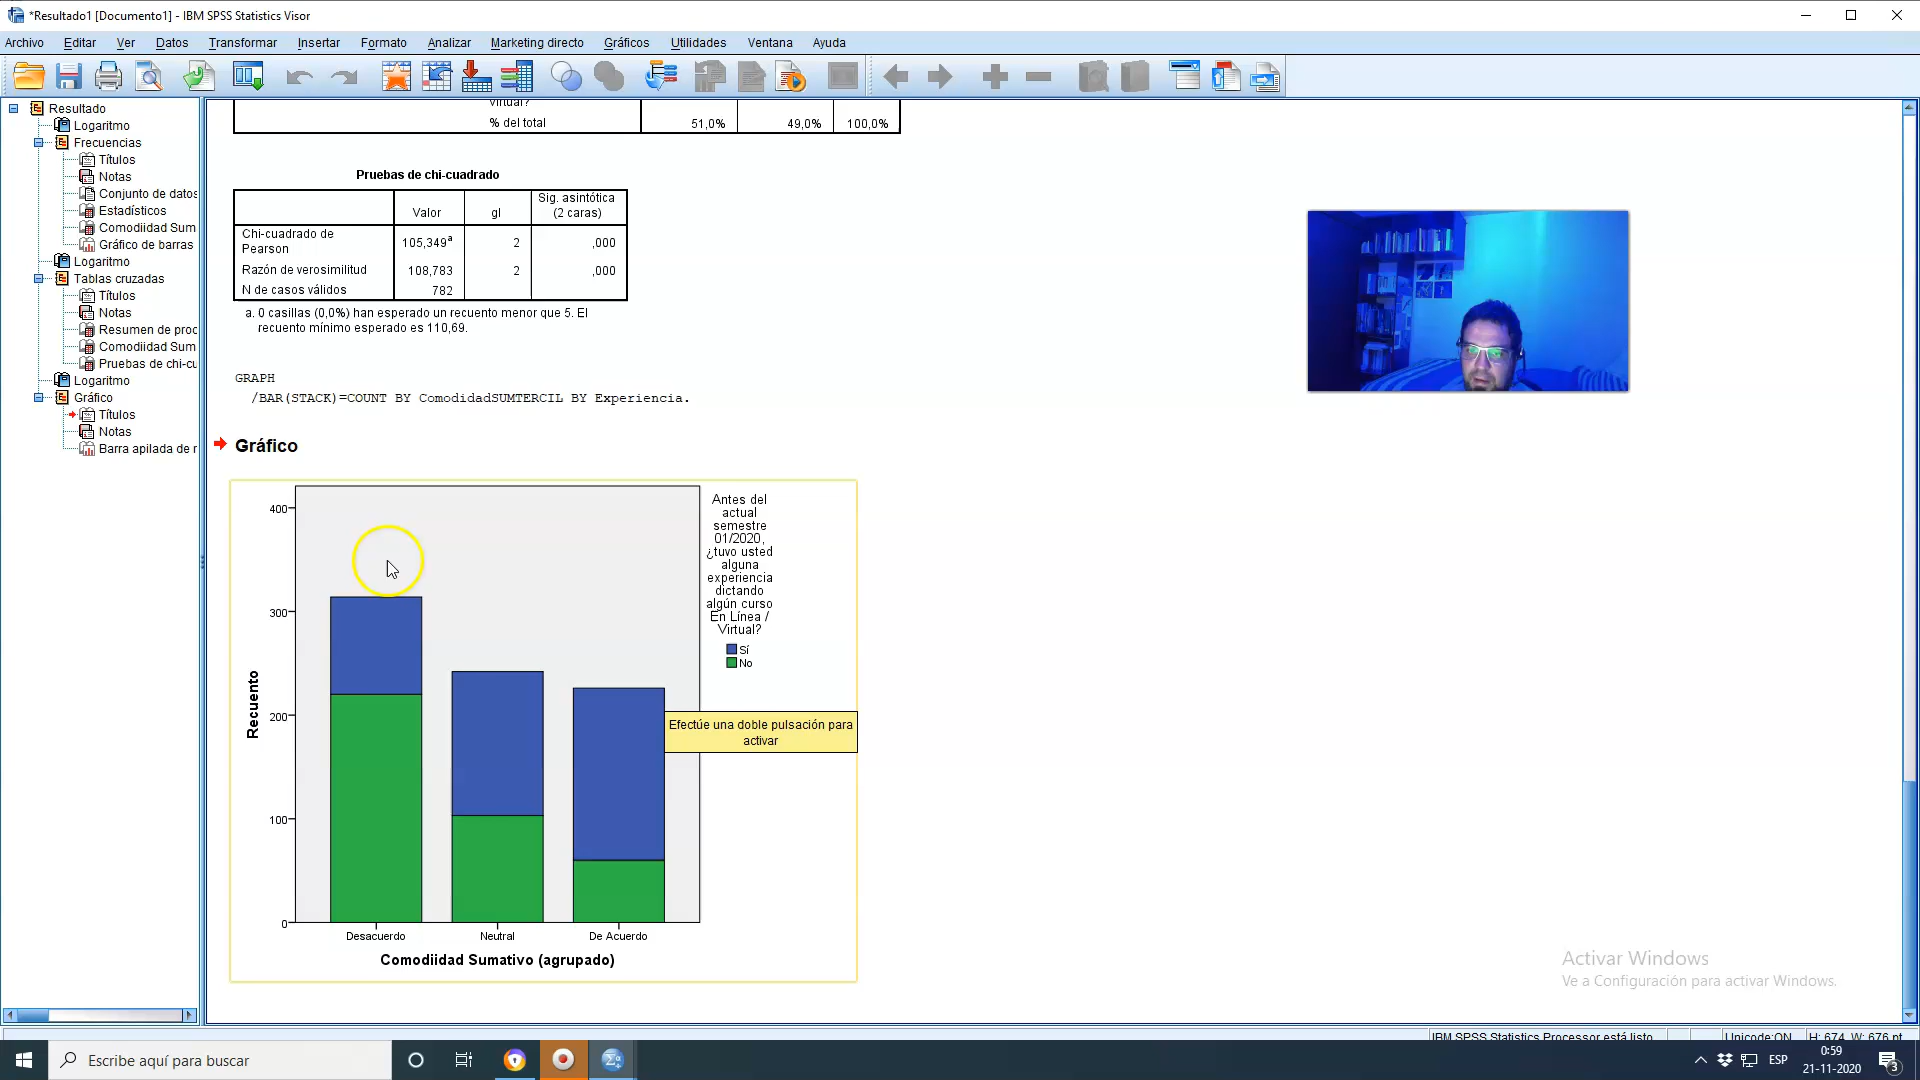 *Resultado1 [Documento1] - IBM SPSS Statistics Visor
Archivo Editar Ver Datos Transformar Insertar Formato Analizar Marketing directo Gráficos Utilidades Ventana Ayuda
Resultado
Logaritmo
Frecuencias
Títulos
Notas
Conjunto de datos
Estadísticos
Comodiidad Sum
Gráfico de barras
Logaritmo
Tablas cruzadas
Títulos
Notas
Resumen de proc
Comodiidad Sum
Pruebas de chi-cu
Logaritmo
Gráfico
Títulos
Notas
Barra apilada de r
Virtual?
% del total 51,0% 49,0% 100,0%
Pruebas de chi-cuadrado
Valor gl Sig. asintótica (2 caras)
Chi-cuadrado de Pearson 105,349a 2 ,000
Razón de verosimilitud 108,783 2 ,000
N de casos válidos 782
a. 0 casillas (0,0%) han esperado un recuento menor que 5. El
recuento mínimo esperado es 110,69.
GRAPH
/BAR(STACK)=COUNT BY ComodidadSUMTERCIL BY Experiencia.
Gráfico
400
300
200
100
0
Recuento
Desacuerdo Neutral De Acuerdo
Comodiidad Sumativo (agrupado)
Antes del
actual
semestre
01/2020,
¿tuvo usted
alguna
experiencia
dictando
algún curso
En Línea /
Virtual?
Sí
No
Efectúe una doble pulsación para
activar
Activar Windows
Ve a Configuración para activar Windows.
IBM SPSS Statistics Processor está listo Unicode:ON H: 674, W: 676 pt
Escribe aquí para buscar
ESP
0:59
21-11-2020
3